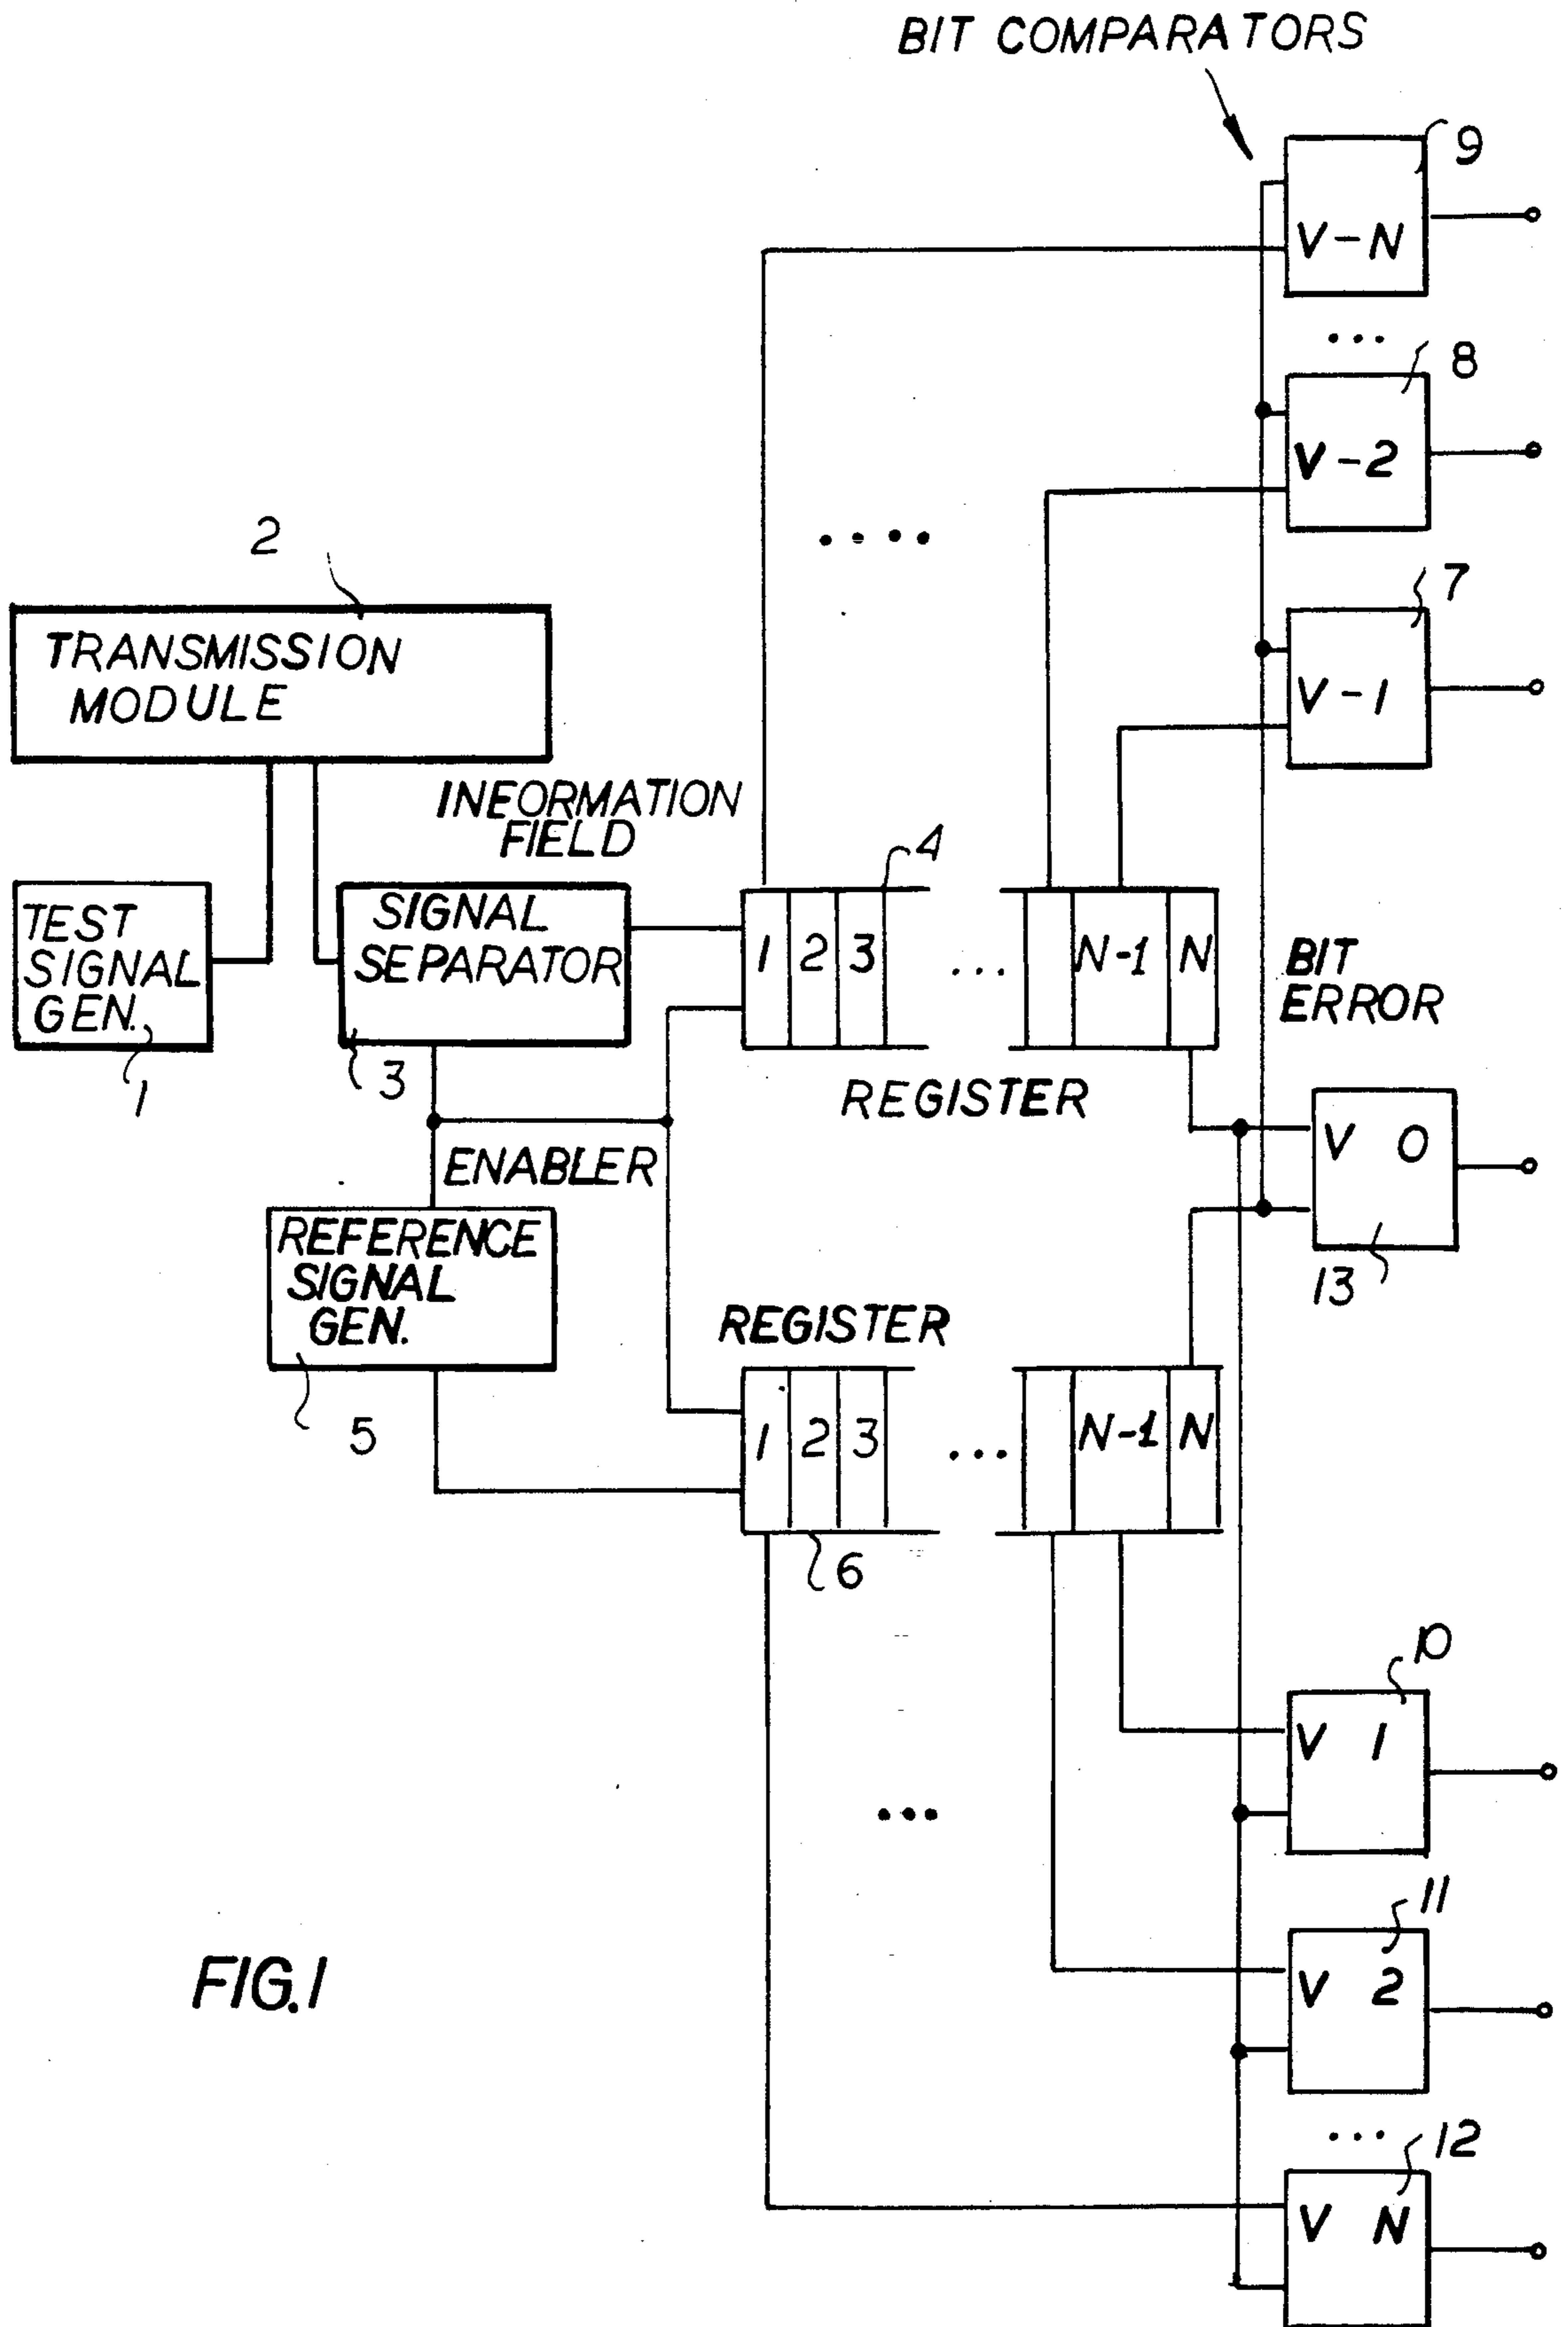 BIT COMPARATORS
9
V-N
...
8
V-2
....
2
7
TRANSMISSION
MODULE
V-1
INEORMATION
FIELD
4
TEST
SIGNAL
GEN.
1
SIGNAL
SEPARATOR
3
1 2 3 ... N-1 N
BIT
ERROR
REGISTER
V 0
13
ENABLER
REFERENCE
SIGNAL
GEN.
5
REGISTER
1 2 3 ... N-1 N
6
10
V 1
...
11
V 2
FIG.1
...
12
V N